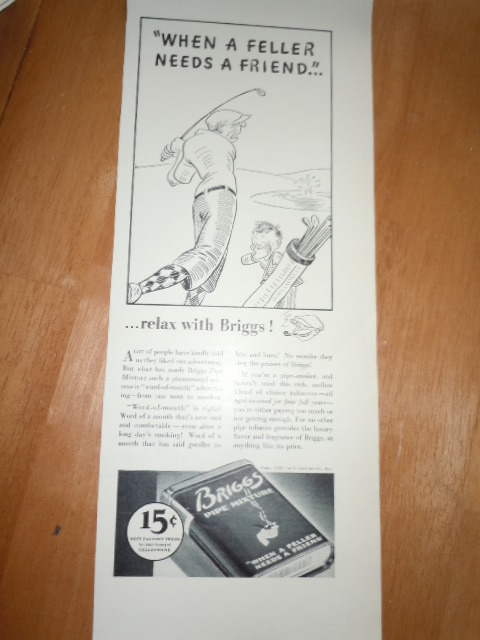 "WHEN A FELLER
NEEDS A FRIEND..."
...relax with Briggs!
A lot of people have kindly told
us they liked our advertising.
But what has made Briggs Pipe
Mixture such a phenomenal suc-
cess is "word-of-mouth" advertis-
ing—from one man to another.
"Word-of-mouth" is right!
Word of a mouth that's now cool
and comfortable—even after a
long day's smoking! Word of a
mouth that has said goodby to
bite and burn! No wonder they
sing the praises of Briggs!
If you're a pipe-smoker, and
haven't tried this rich, mellow
blend of choice tobaccos—all
aged-in-wood for four full years—
you're either paying too much or
not getting enough. For no other
pipe tobacco provides the luxury
flavor and fragrance of Briggs, at
anything like its price.
15¢
KEPT FACTORY FRESH
CELLOPHANE
BRIGGS
PIPE MIXTURE
"WHEN A FELLER
NEEDS A FRIEND"